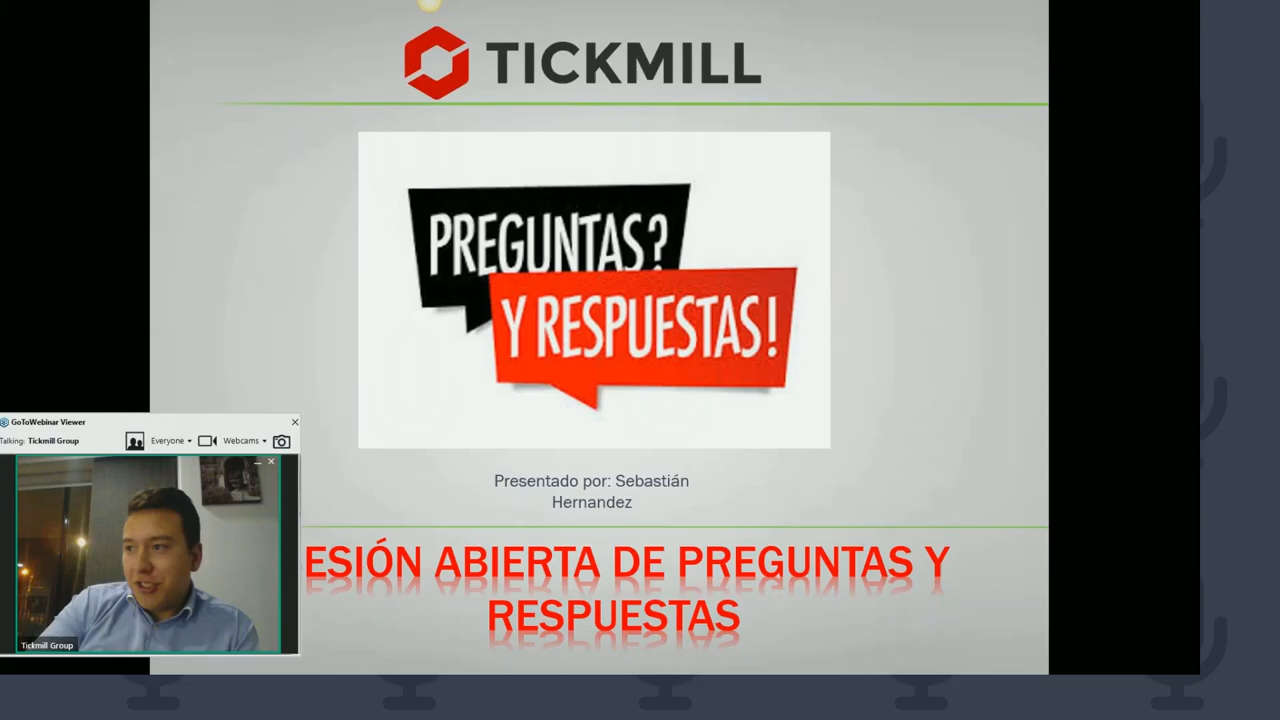 TICKMILL
PREGUNTAS?
Y RESPUESTAS!
Presentado por: Sebastián
Hernandez
ESIÓN ABIERTA DE PREGUNTAS Y
RESPUESTAS
GoToWebinar Viewer
Talking: Tickmill Group
Everyone
Webcams
Tickmill Group